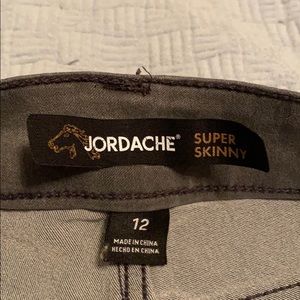 JORDACHE®
SUPER
SKINNY
12
MADE IN CHINA
HECHO EN CHINA